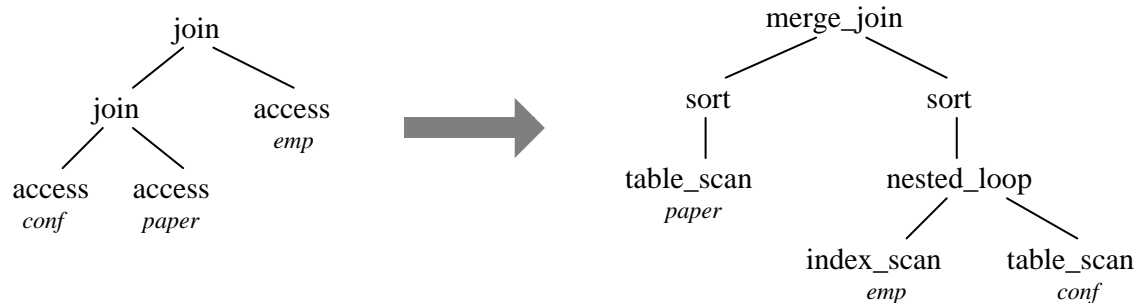 join
join
access
emp
access
conf
access
paper
merge_join
sort
sort
table_scan
paper
nested_loop
index_scan
emp
table_scan
conf